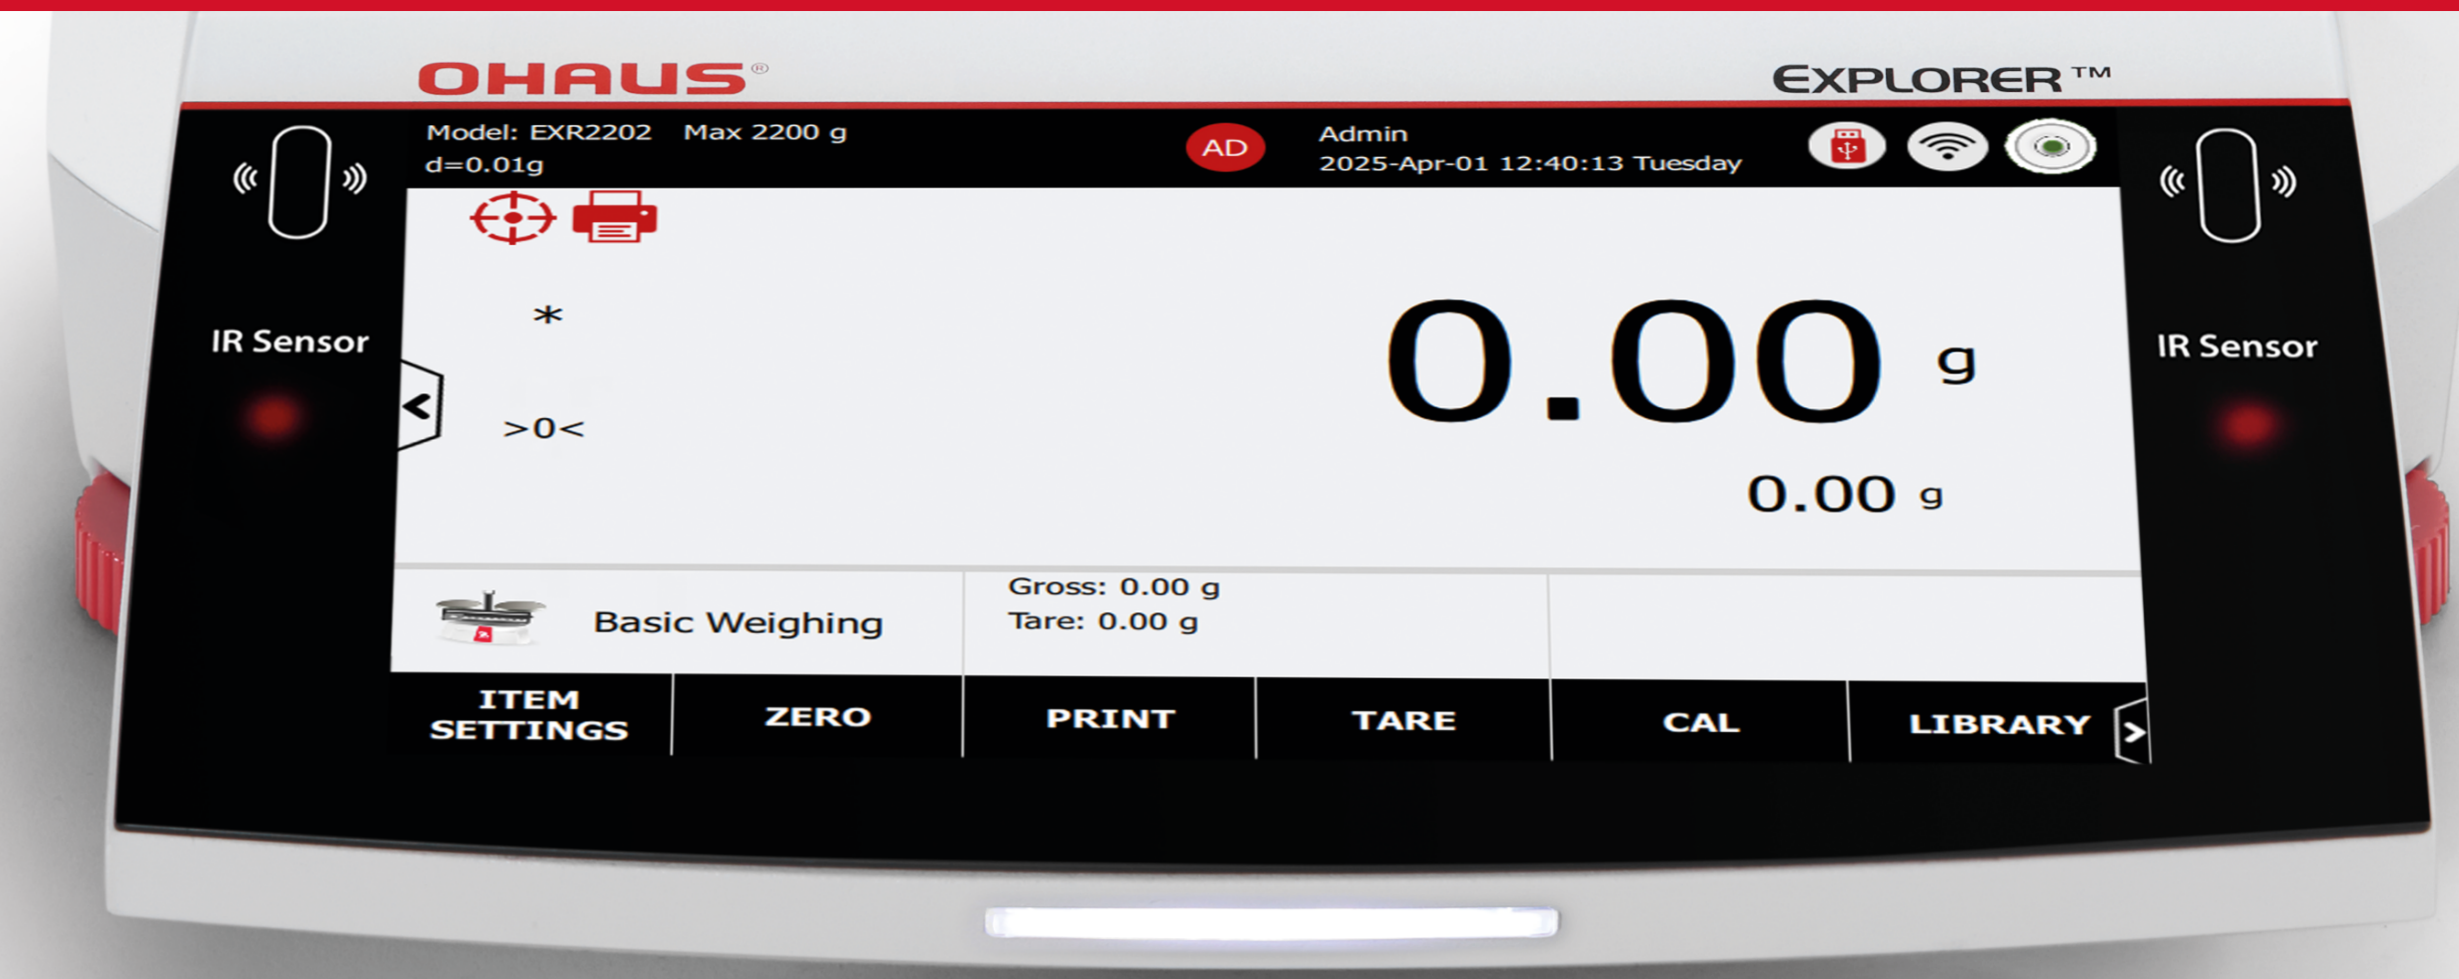 OHAUS®
EXPLORER™
Model: EXR2202 Max 2200 g
d=0.01g
AD
Admin
2025-Apr-01 12:40:13 Tuesday
IR Sensor
*
0.00 g
IR Sensor
>0<
0.00 g
Basic Weighing
Gross: 0.00 g
Tare: 0.00 g
ITEM
SETTINGS
ZERO
PRINT
TARE
CAL
LIBRARY